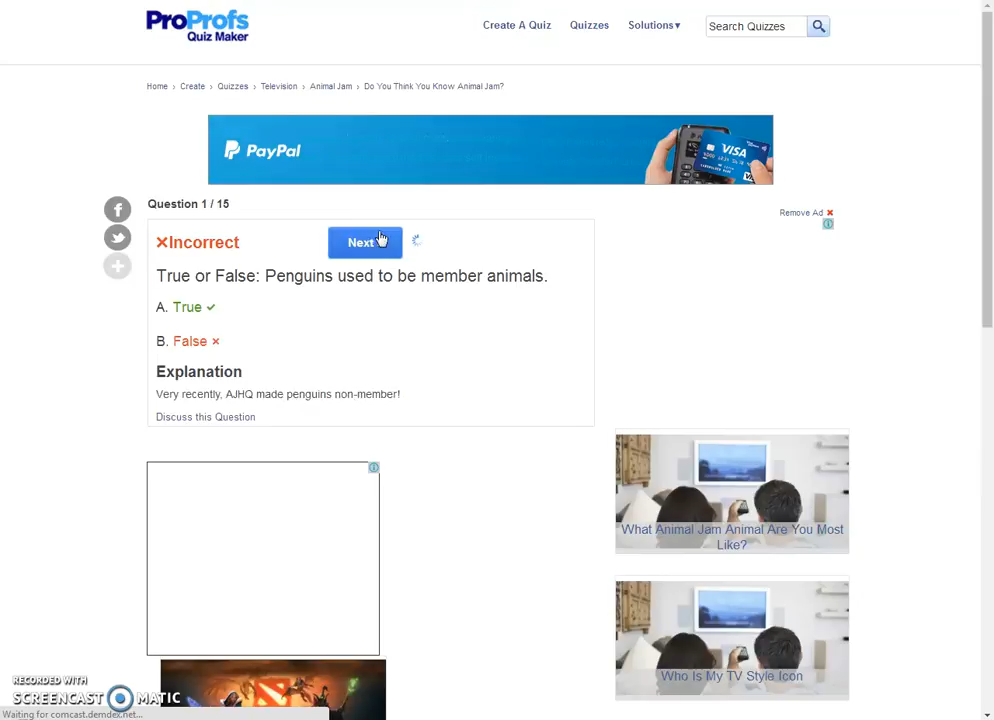 ProProfs
Quiz Maker
Create A Quiz
Quizzes
Solutions▾
Search Quizzes
Home › Create › Quizzes › Television › Animal Jam › Do You Think You Know Animal Jam?
PayPal
VISA
VISA
Question 1 / 15
Remove Ad ×
×Incorrect
Next
True or False: Penguins used to be member animals.
A. True ✓
B. False ×
Explanation
Very recently, AJHQ made penguins non-member!
Discuss this Question
What Animal Jam Animal Are You Most
Like?
Who Is My TV Style Icon
RECORDED WITH
SCREENCAST MATIC
Waiting for comcast.demdex.net...